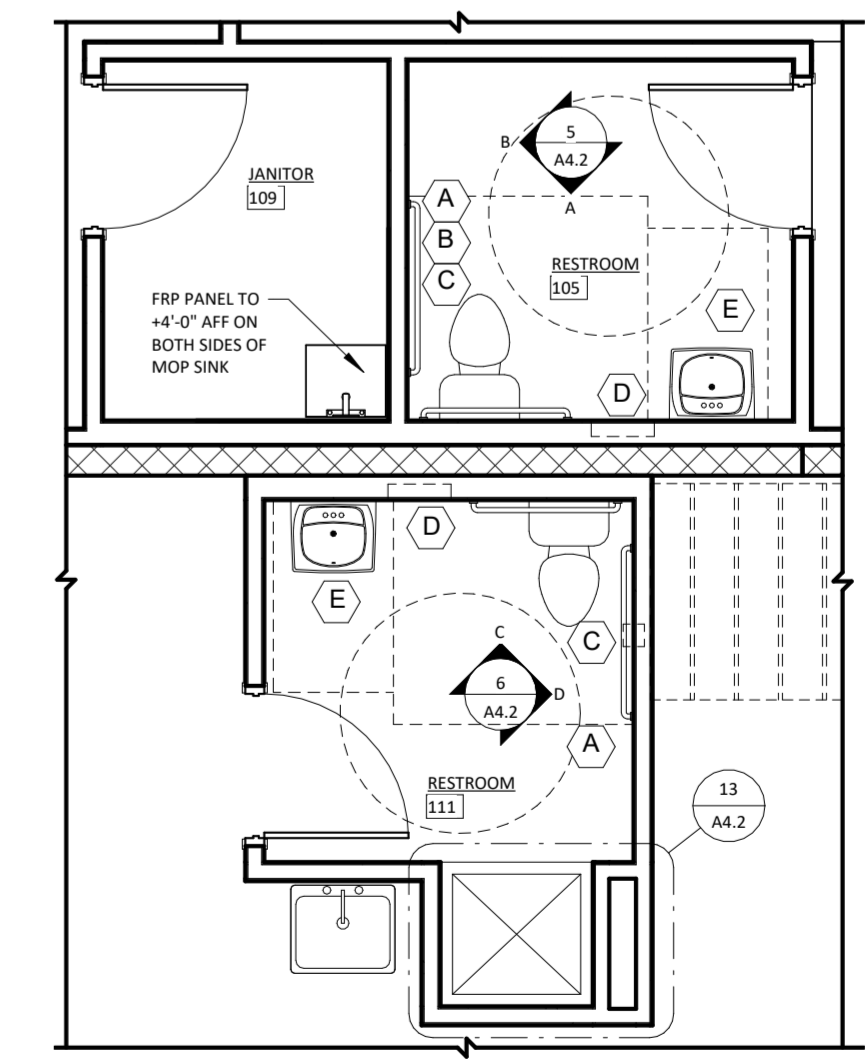 5
A4.2
B
A
JANITOR
109
A
B
C
RESTROOM
105
E
FRP PANEL TO
+4'-0" AFF ON
BOTH SIDES OF
MOP SINK
D
D
E
C
C
6
A4.2
D
A
RESTROOM
111
13
A4.2